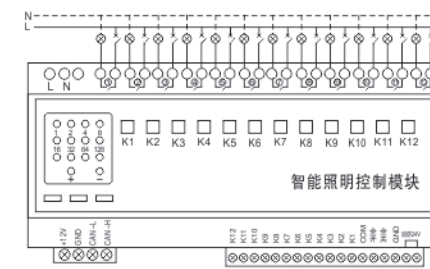 N
L
L N
1 2 4 8
16 32 64 128
+ −
K1 K2 K3 K4 K5 K6 K7 K8 K9 K10 K11 K12
智能照明控制模块
+12V GND CAN-L CAN-H
K12 K11 K10 K9 K8 K7 K6 K5 K4 K3 K2 K1 COM GND 24V